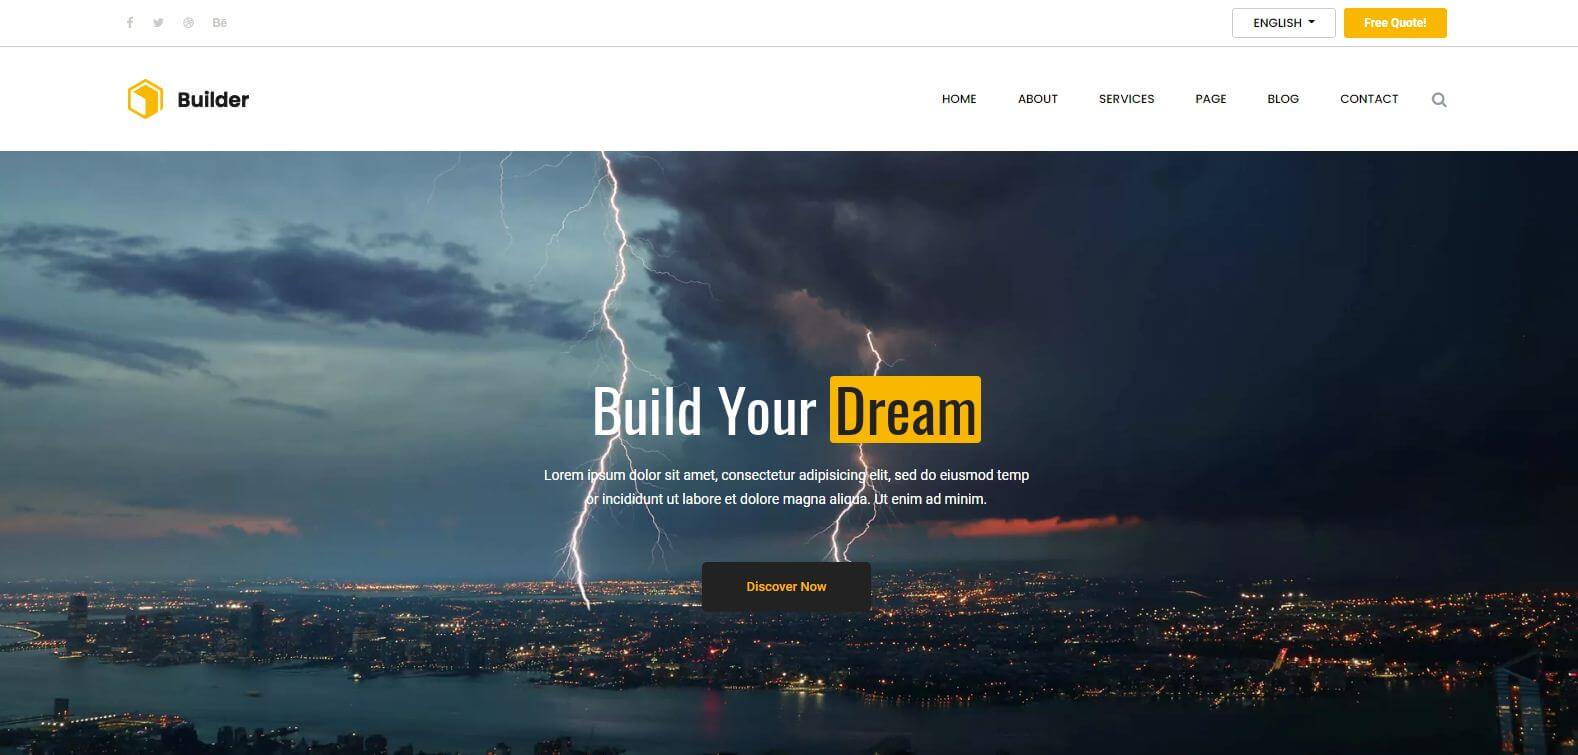 Bē
ENGLISH
Free Quote!
Builder
HOME ABOUT SERVICES PAGE BLOG CONTACT
Build Your Dream
Lorem ipsum dolor sit amet, consectetur adipisicing elit, sed do eiusmod temp
or incididunt ut labore et dolore magna aliqua. Ut enim ad minim.
Discover Now